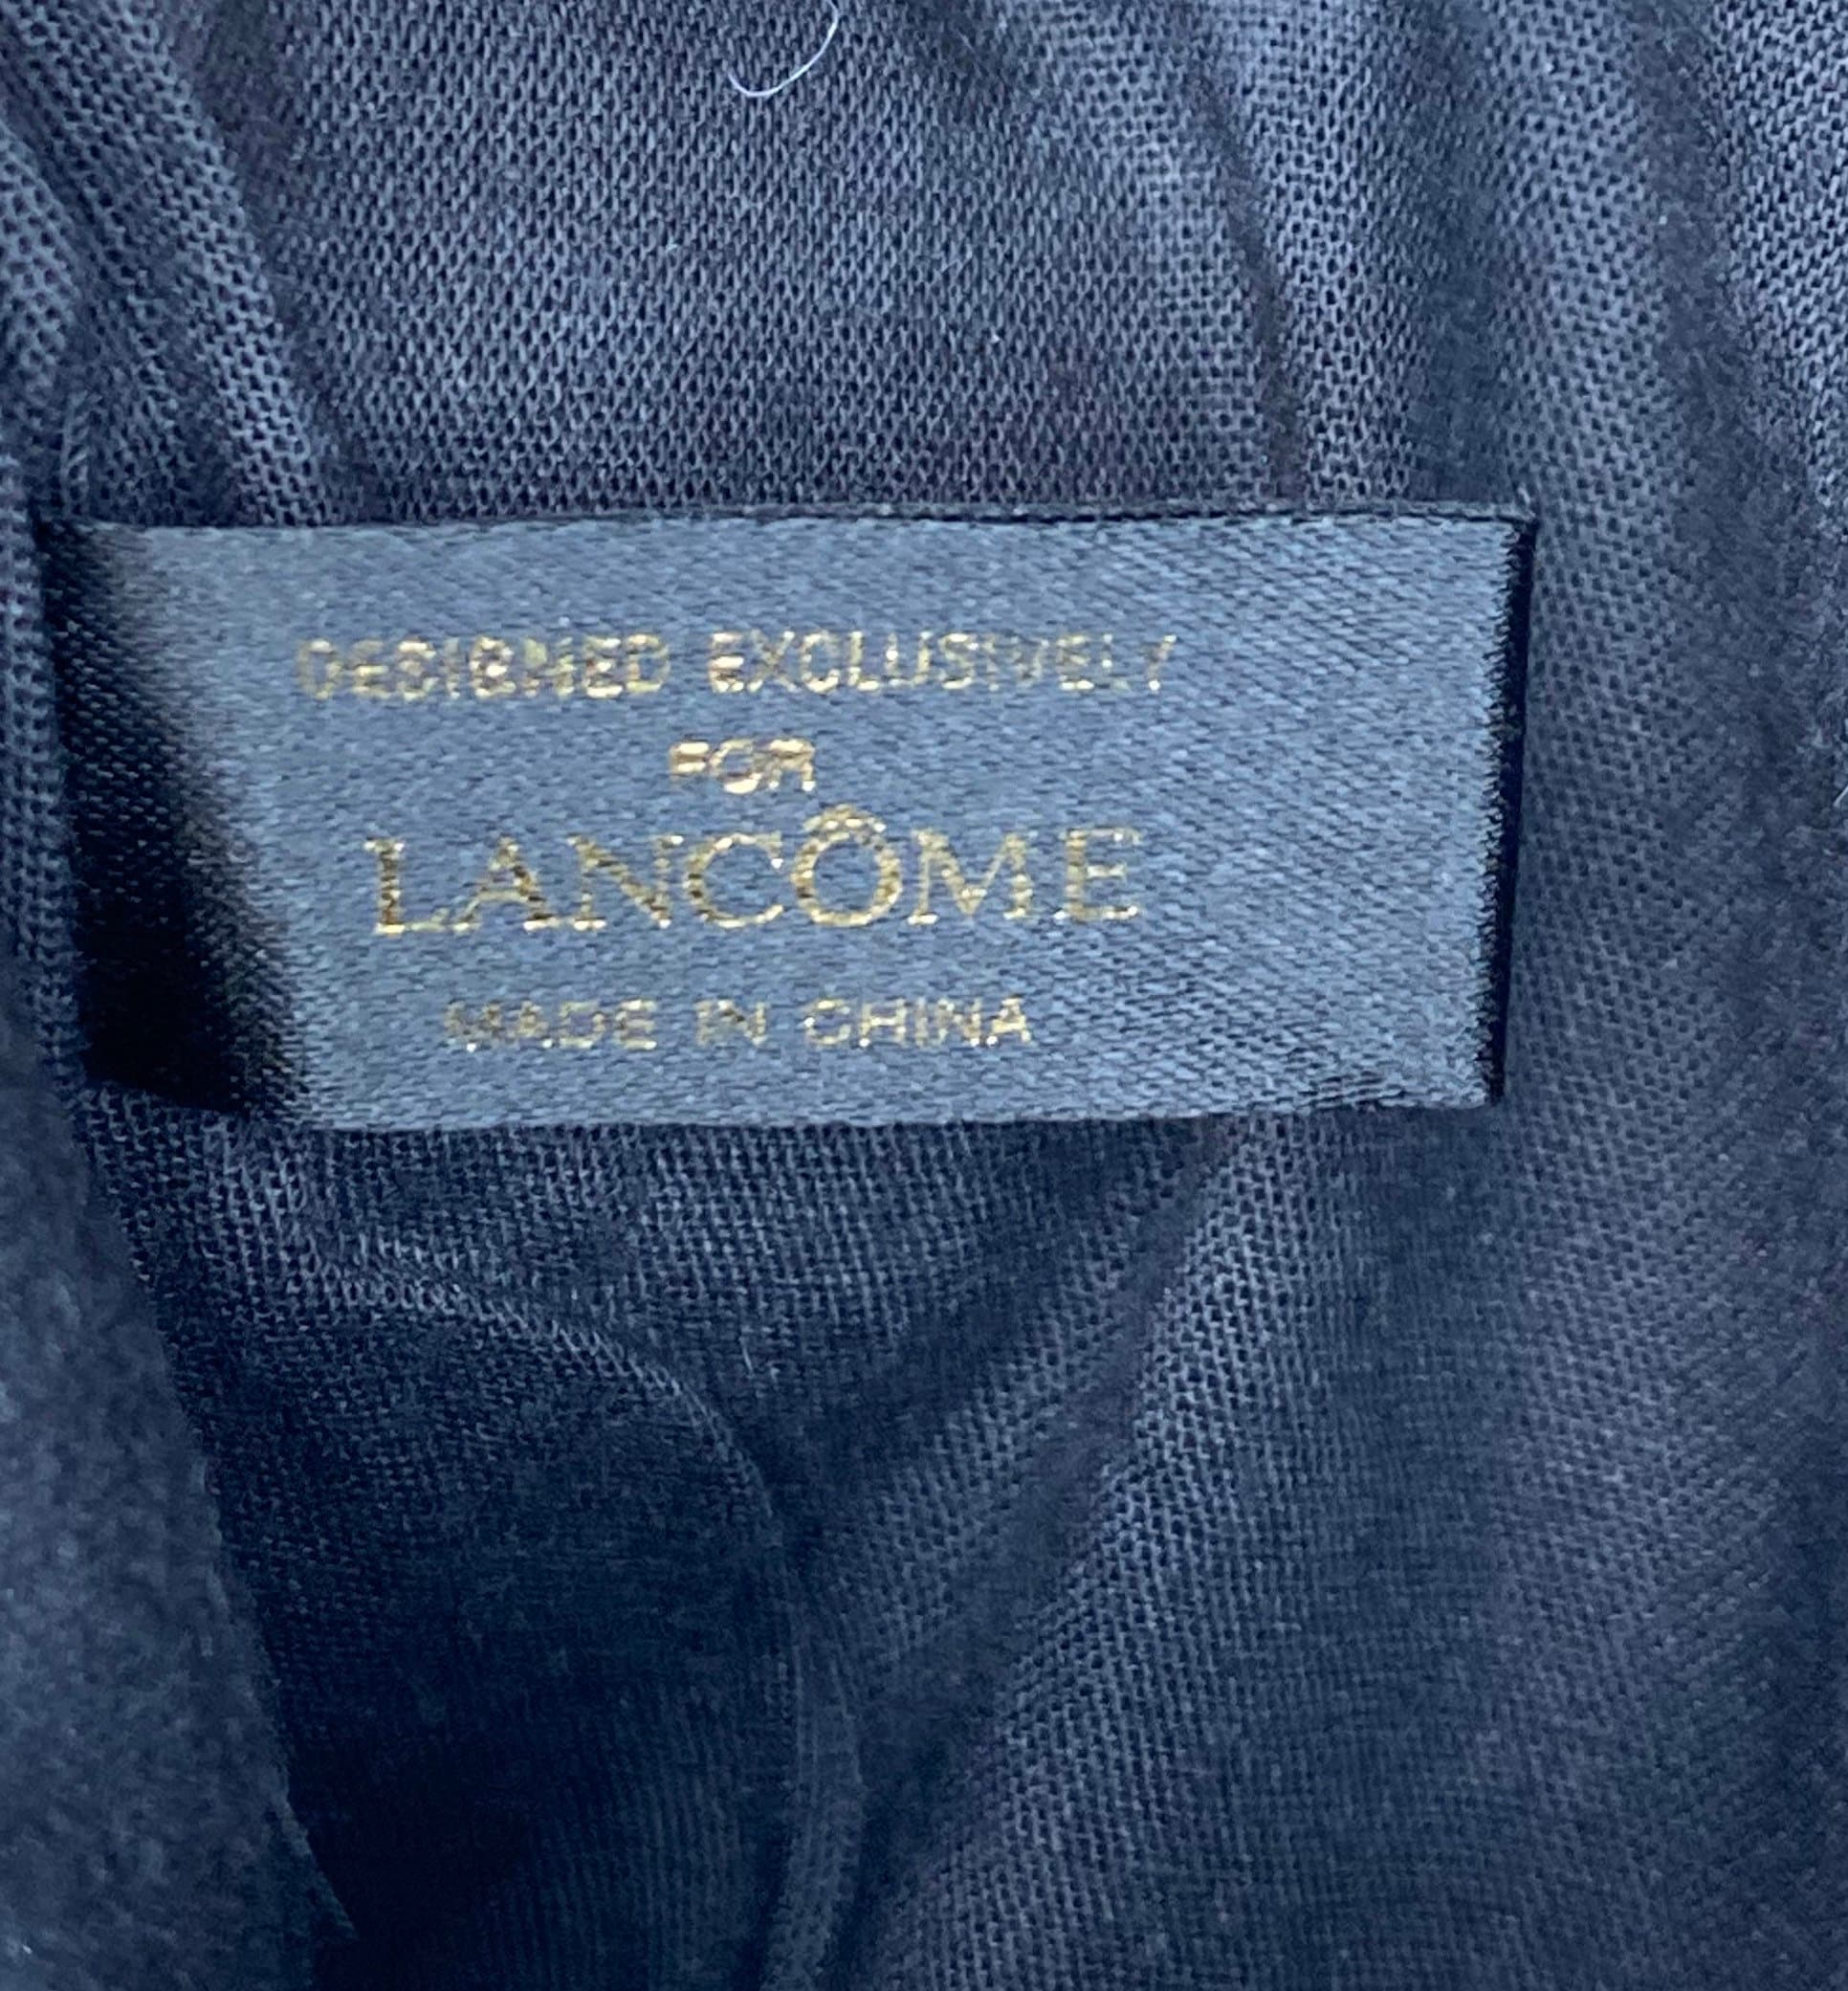 DESIGNED EXCLUSIVELY
FOR
LANCÔME
MADE IN CHINA